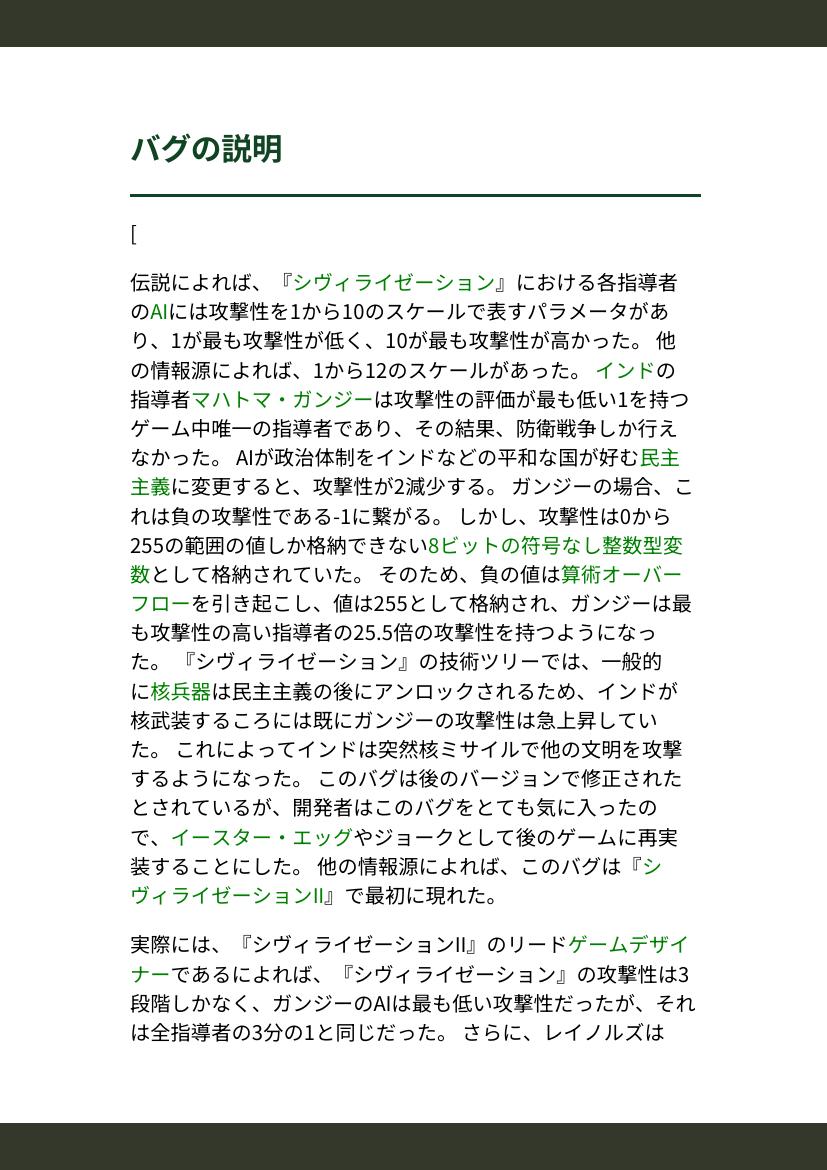 バグの説明
[
伝説によれば、『シヴィライゼーション』における各指導者
のAIには攻撃性を1から10のスケールで表すパラメータがあ
り、1が最も攻撃性が低く、10が最も攻撃性が高かった。 他
の情報源によれば、1から12のスケールがあった。 インドの
指導者マハトマ・ガンジーは攻撃性の評価が最も低い1を持つ
ゲーム中唯一の指導者であり、その結果、防衛戦争しか行え
なかった。 AIが政治体制をインドなどの平和な国が好む民主
主義に変更すると、攻撃性が2減少する。 ガンジーの場合、こ
れは負の攻撃性である-1に繋がる。 しかし、攻撃性は0から
255の範囲の値しか格納できない8ビットの符号なし整数型変
数として格納されていた。 そのため、負の値は算術オーバー
フローを引き起こし、値は255として格納され、ガンジーは最
も攻撃性の高い指導者の25.5倍の攻撃性を持つようになっ
た。 『シヴィライゼーション』の技術ツリーでは、一般的
に核兵器は民主主義の後にアンロックされるため、インドが
核武装するころには既にガンジーの攻撃性は急上昇してい
た。 これによってインドは突然核ミサイルで他の文明を攻撃
するようになった。 このバグは後のバージョンで修正された
とされているが、開発者はこのバグをとても気に入ったの
で、イースター・エッグやジョークとして後のゲームに再実
装することにした。 他の情報源によれば、このバグは『シ
ヴィライゼーションII』で最初に現れた。
実際には、『シヴィライゼーションII』のリードゲームデザイ
ナーであるによれば、『シヴィライゼーション』の攻撃性は3
段階しかなく、ガンジーのAIは最も低い攻撃性だったが、それ
は全指導者の3分の1と同じだった。 さらに、レイノルズは